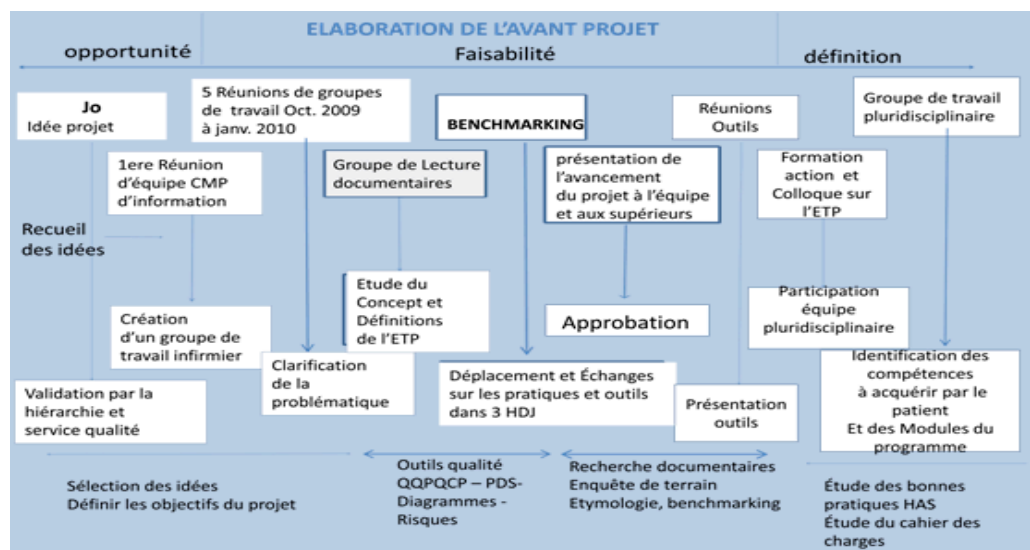 ELABORATION DE L'AVANT PROJET
opportunité
Faisabilité
définition
Jo
Idée projet
5 Réunions de groupes
de travail Oct. 2009
à janv. 2010
BENCHMARKING
Réunions
Outils
Groupe de travail
pluridisciplinaire
1ere Réunion
d'équipe CMP
d'information
Groupe de Lecture
documentaires
présentation de
l'avancement
du projet à l'équipe
et aux supérieurs
Formation
action et
Colloque sur
l'ETP
Recueil
des idées
Création
d'un groupe de
travail infirmier
Etude du
Concept et
Définitions
de l'ETP
Approbation
Participation
équipe
pluridisciplinaire
Validation par la
hiérarchie et
service qualité
Clarification
de la
problématique
Déplacement et Échanges
sur les pratiques et outils
dans 3 HDJ
Présentation
outils
Identification des
compétences
à acquérir par le
patient
Et des Modules du
programme
Sélection des idées
Définir les objectifs du projet
Outils qualité
QQPQCP – PDS-
Diagrammes -
Risques
Recherche documentaires
Enquête de terrain
Etymologie, benchmarking
Étude des bonnes
pratiques HAS
Étude du cahier des
charges